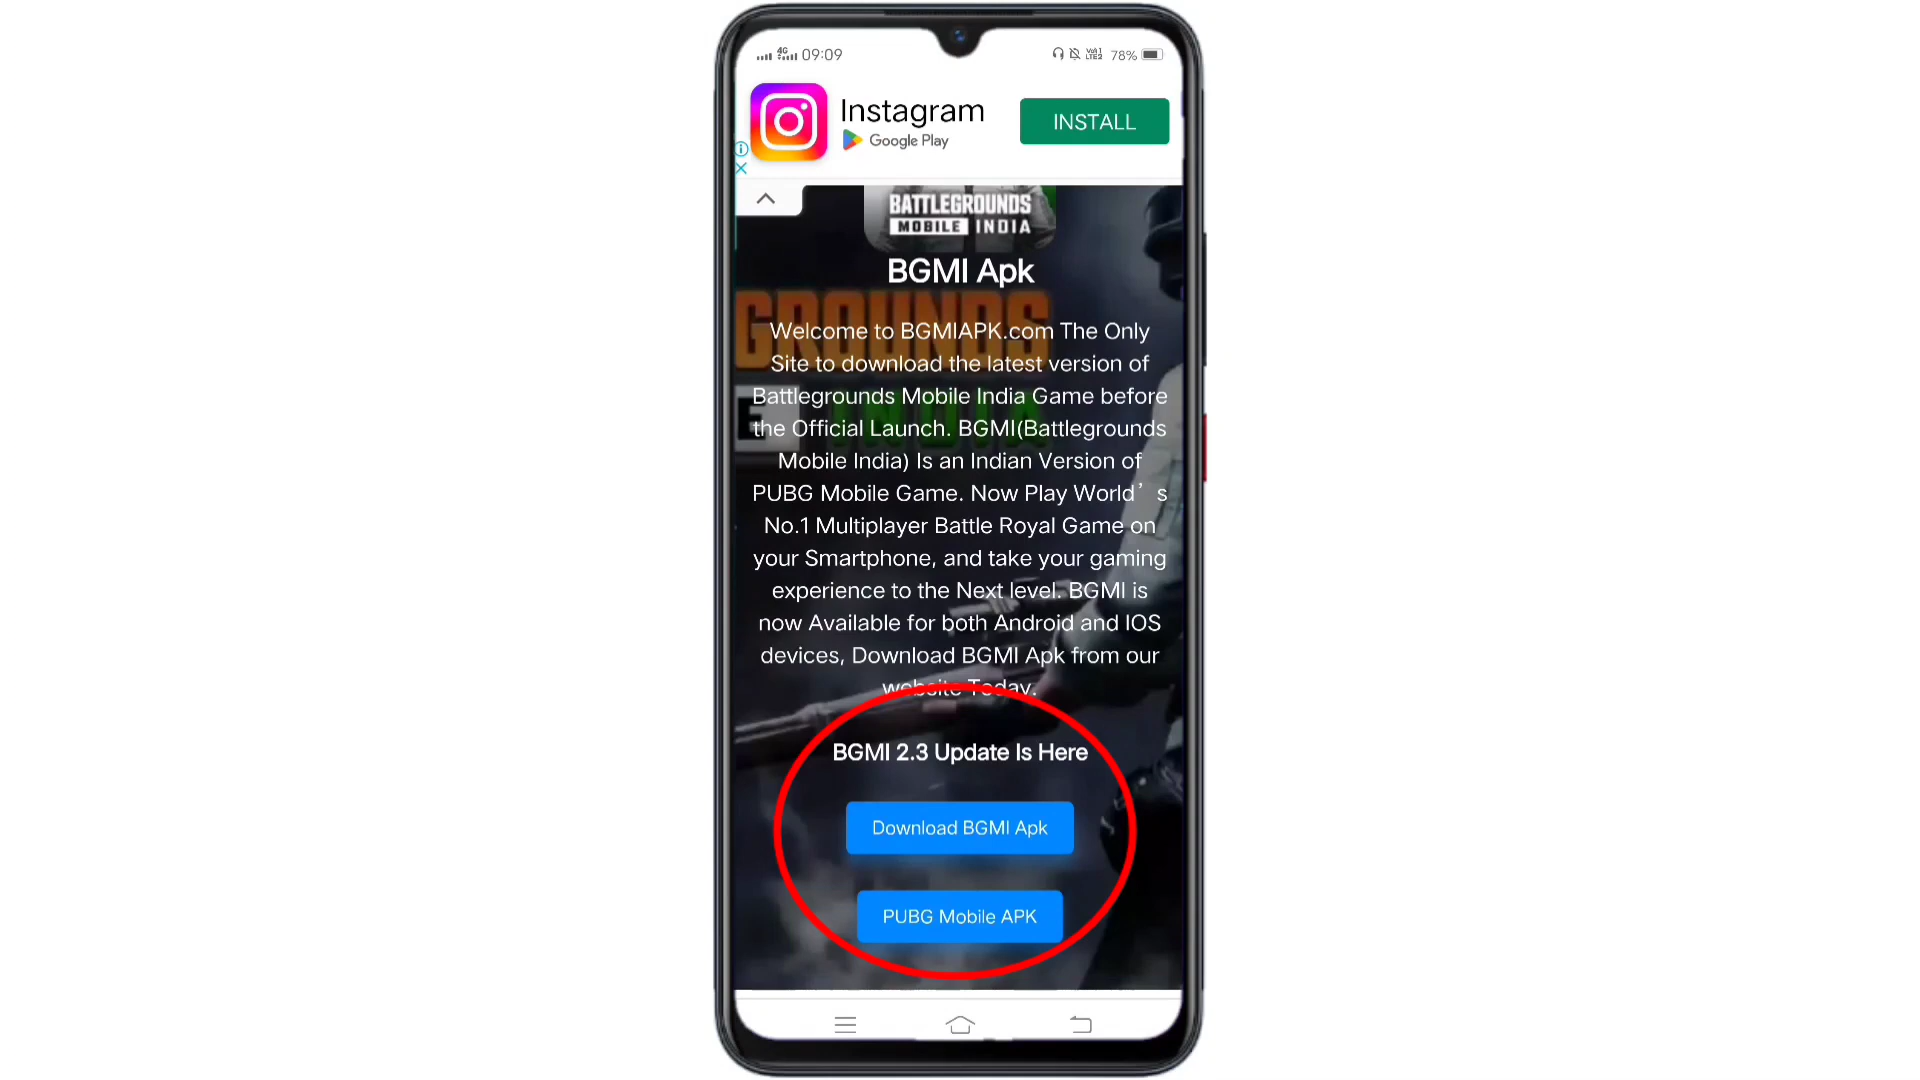 4G 09:09 78%
Instagram
Google Play
INSTALL
BATTLEGROUNDS
MOBILE INDIA
BGMI Apk
Welcome to BGMIAPK.com The Only
Site to download the latest version of
Battlegrounds Mobile India Game before
the Official Launch. BGMI(Battlegrounds
Mobile India) Is an Indian Version of
PUBG Mobile Game. Now Play World’s
No.1 Multiplayer Battle Royal Game on
your Smartphone, and take your gaming
experience to the Next level. BGMI is
now Available for both Android and IOS
devices, Download BGMI Apk from our
website Today.
BGMI 2.3 Update Is Here
Download BGMI Apk
PUBG Mobile APK